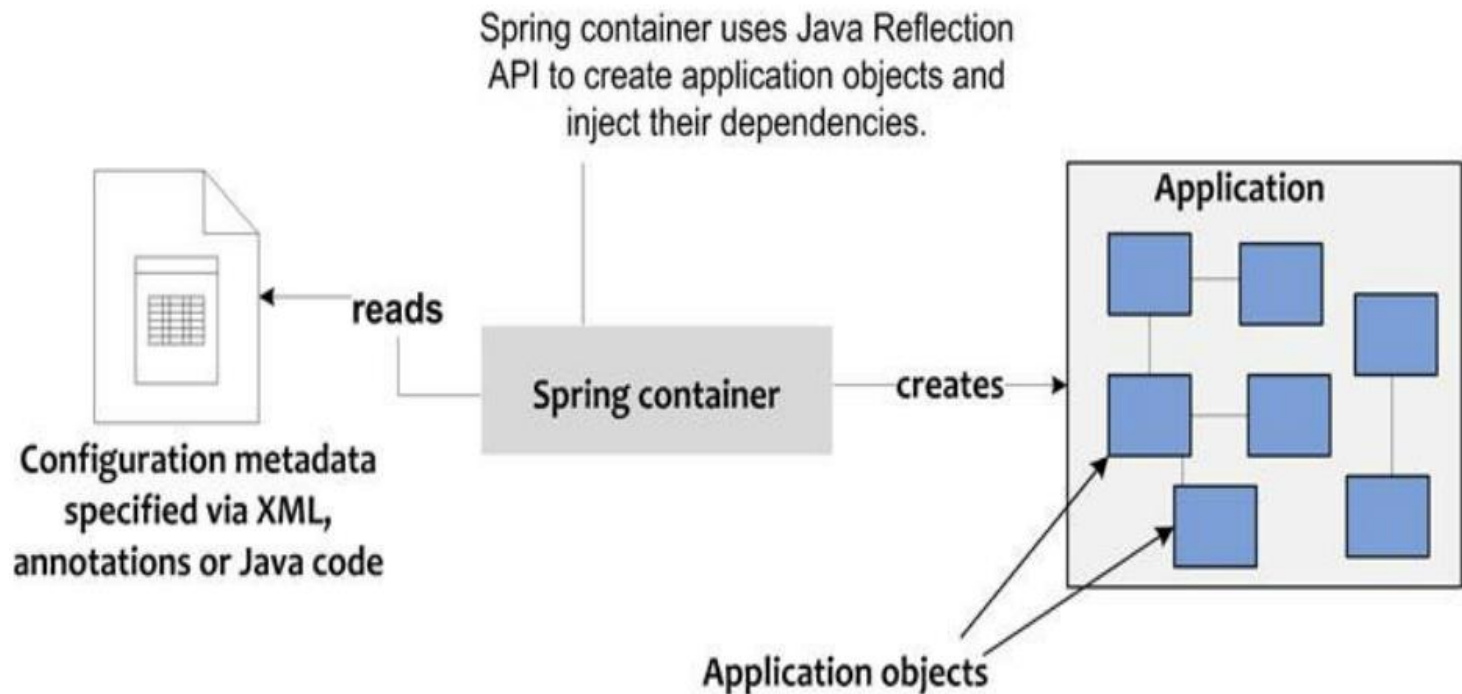 Spring container uses Java Reflection
API to create application objects and
inject their dependencies.
Application
reads
Spring container
creates
Configuration metadata
specified via XML,
annotations or Java code
Application objects